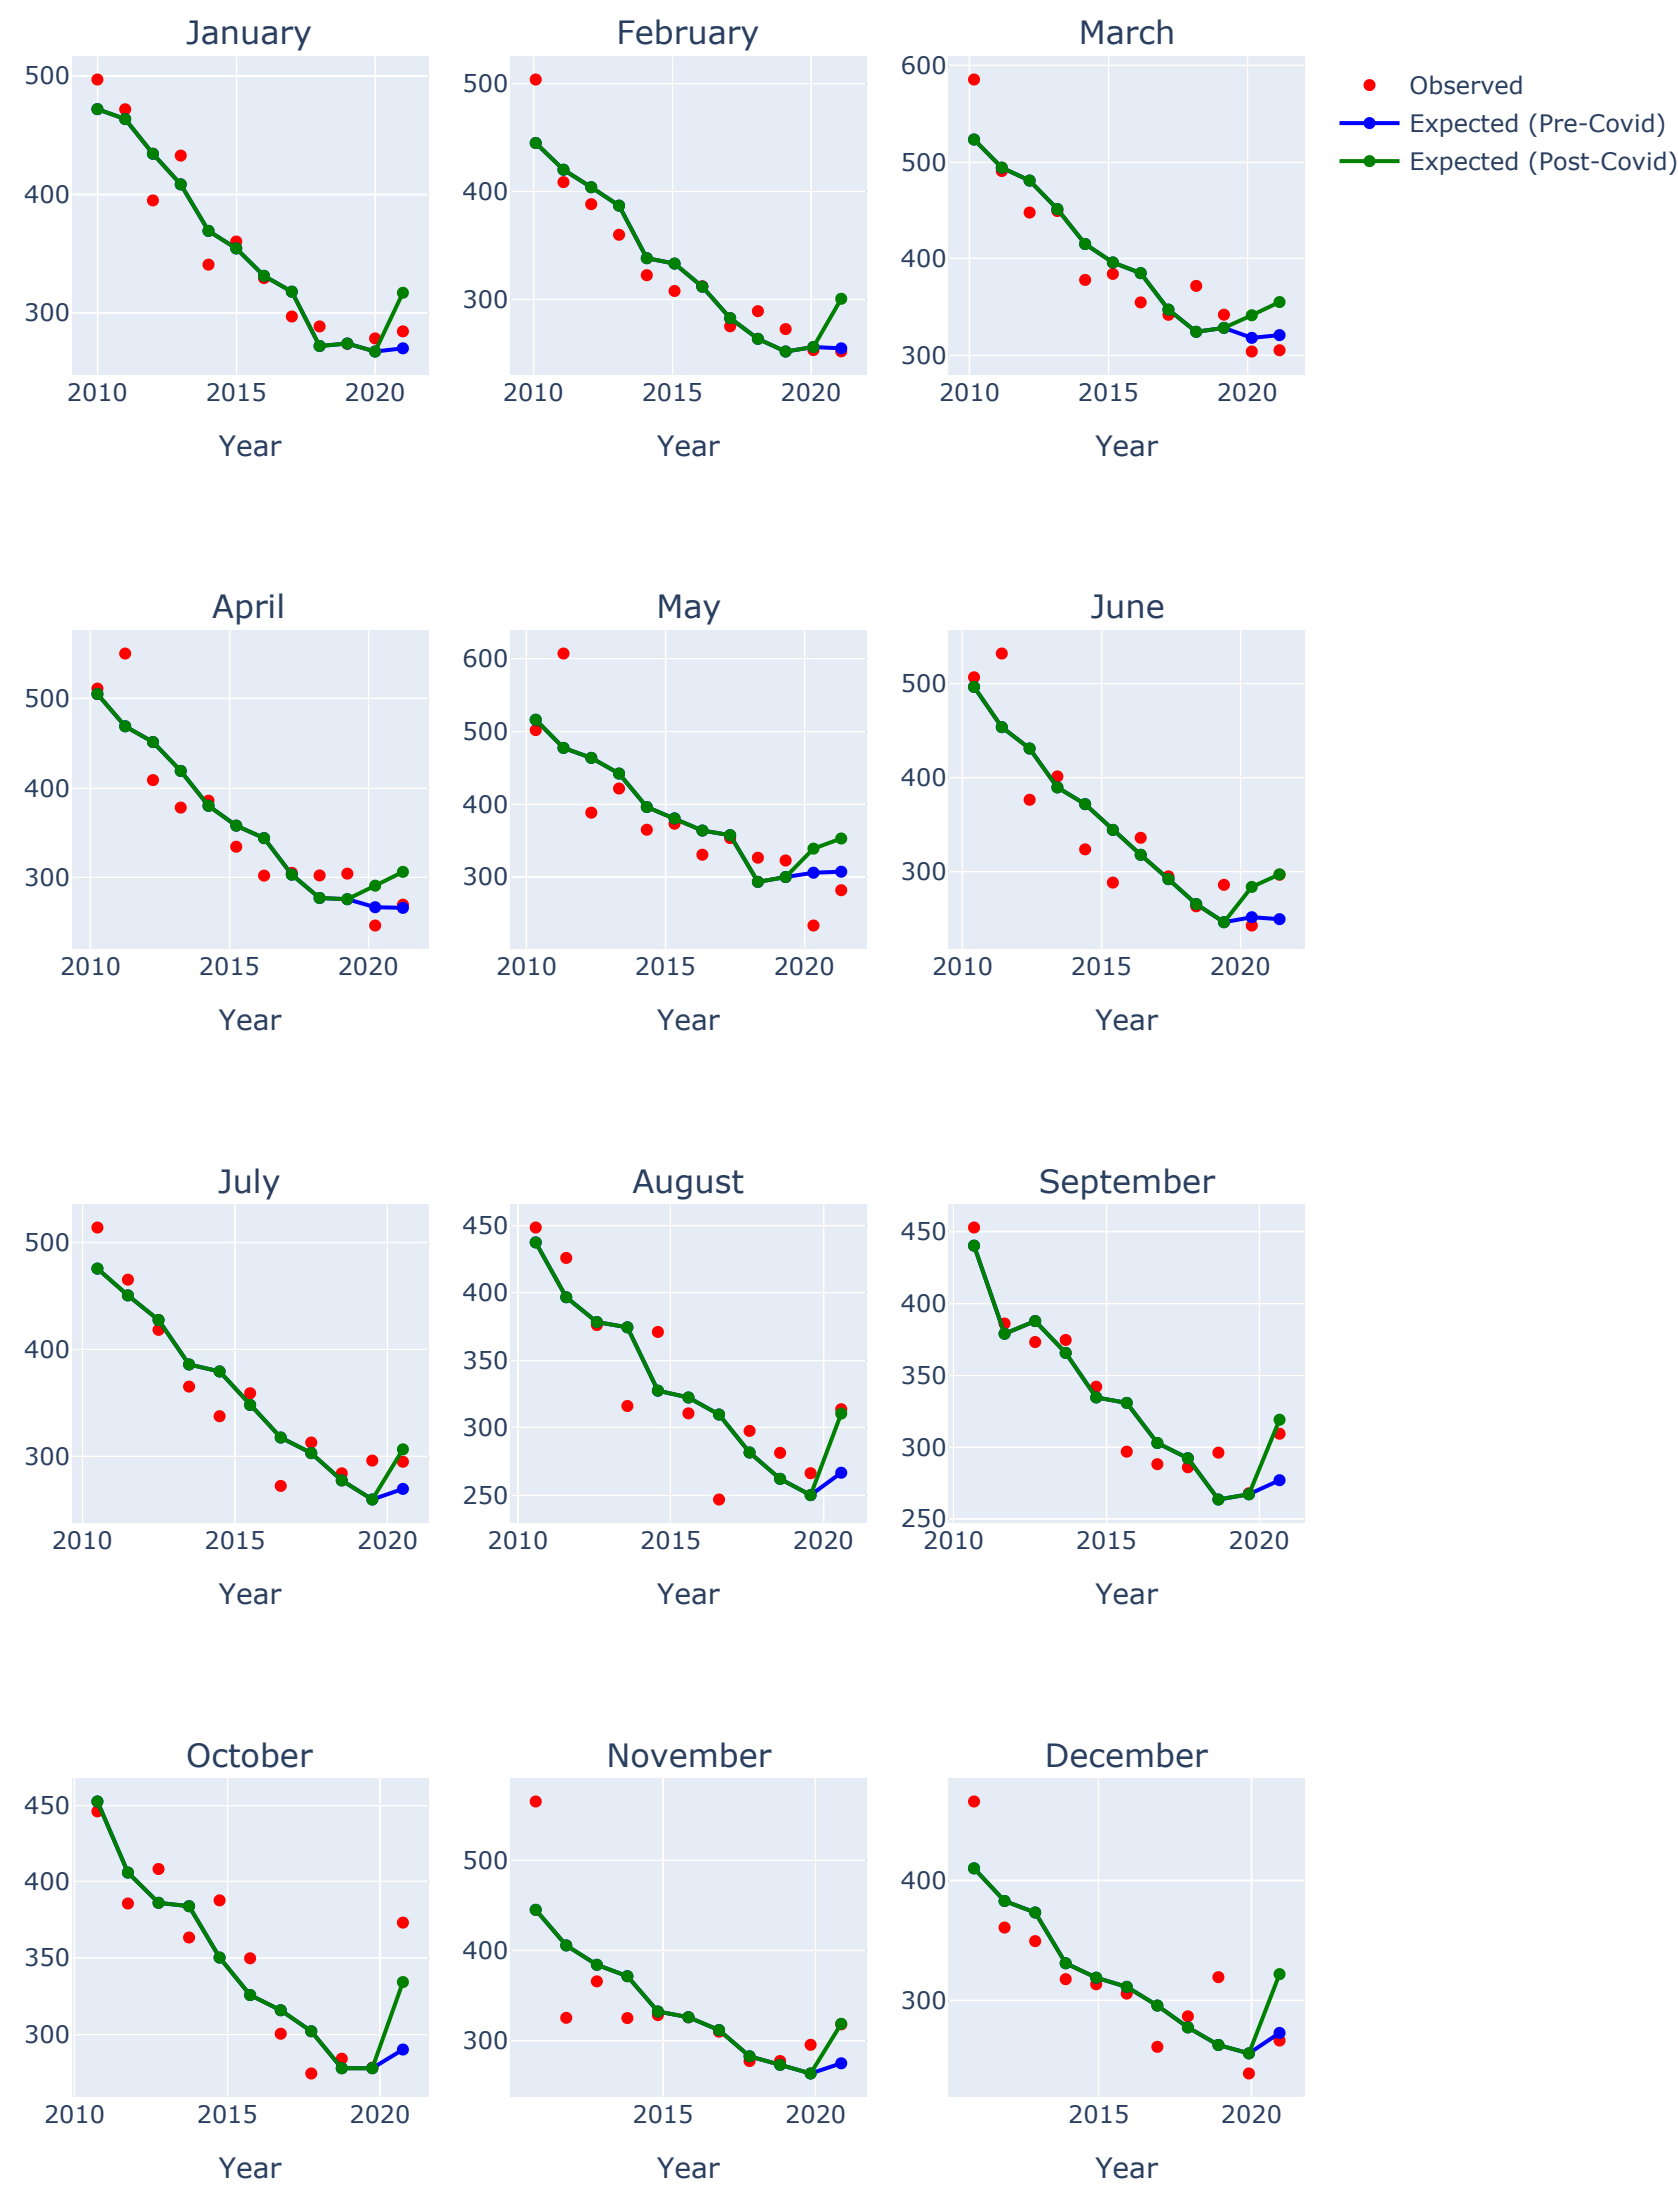 January
February
March
500
400
300
2010 2015 2020
Year
500
400
300
2010 2015 2020
Year
600
500
400
300
2010 2015 2020
Year
Observed
Expected (Pre-Covid)
Expected (Post-Covid)
April
May
June
500
400
300
2010 2015 2020
Year
600
500
400
300
2010 2015 2020
Year
500
400
300
2010 2015 2020
Year
July
August
September
500
400
300
2010 2015 2020
Year
450
400
350
300
250
2010 2015 2020
Year
450
400
350
300
250
2010 2015 2020
Year
October
November
December
450
400
350
300
2010 2015 2020
Year
500
400
300
2015 2020
Year
400
300
2015 2020
Year